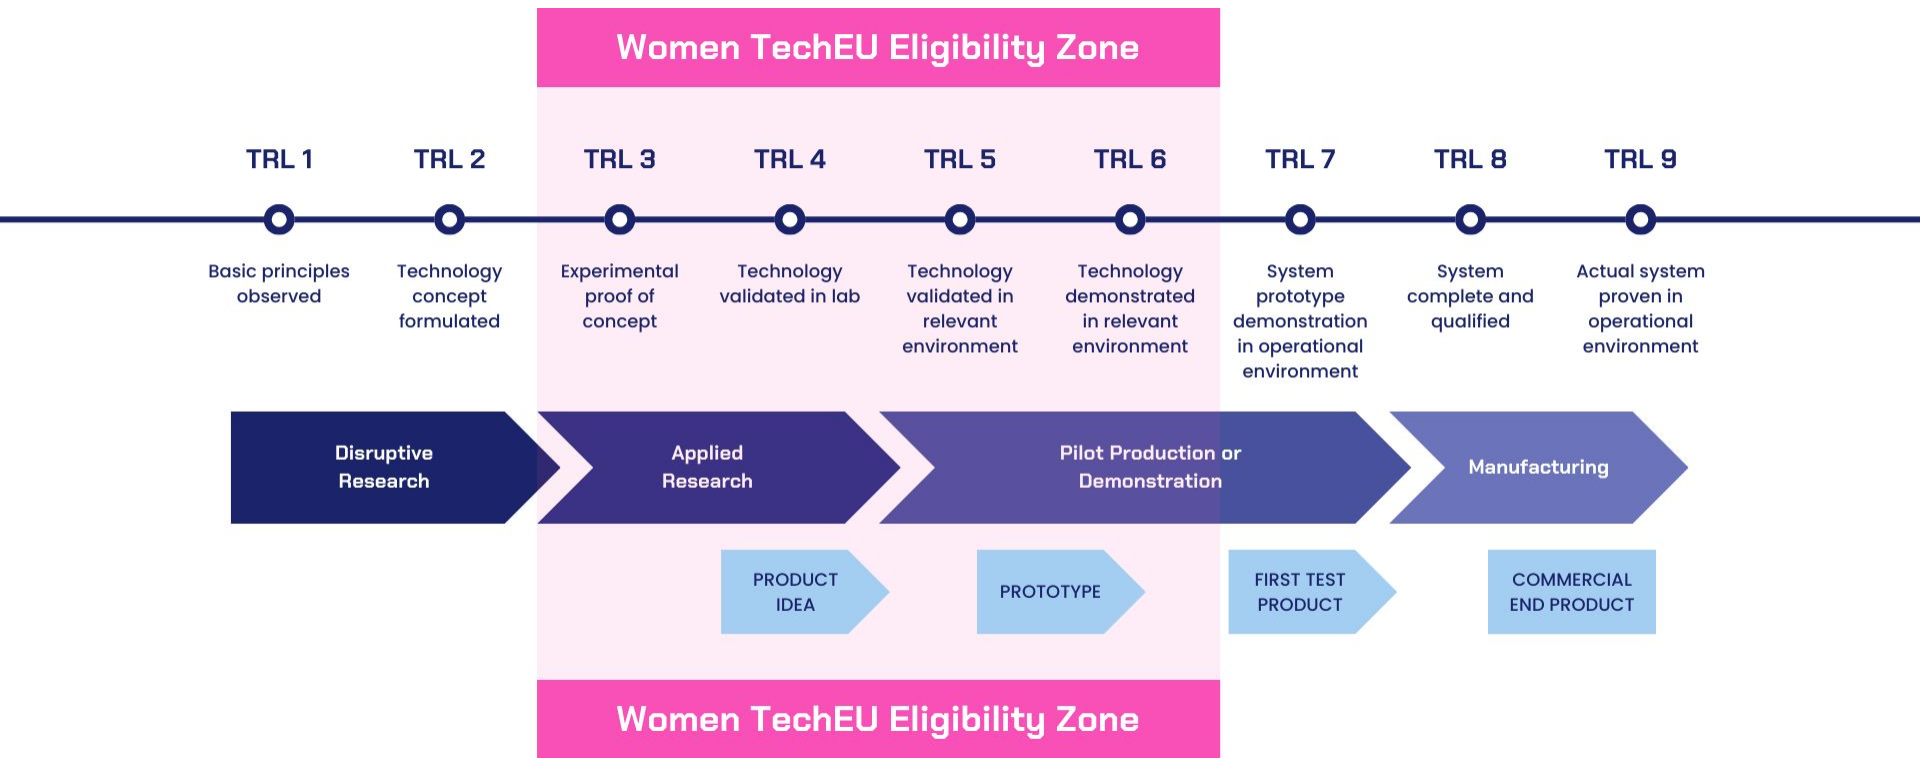 Women TechEU Eligibility Zone
TRL 1
TRL 2
TRL 3
TRL 4
TRL 5
TRL 6
TRL 7
TRL 8
TRL 9
Basic principles
observed
Technology
concept
formulated
Experimental
proof of
concept
Technology
validated in lab
Technology
validated in
relevant
environment
Technology
demonstrated
in relevant
environment
System
prototype
demonstration
in operational
environment
System
complete and
qualified
Actual system
proven in
operational
environment
Disruptive
Research
Applied
Research
Pilot Production or
Demonstration
Manufacturing
PRODUCT
IDEA
PROTOTYPE
FIRST TEST
PRODUCT
COMMERCIAL
END PRODUCT
Women TechEU Eligibility Zone